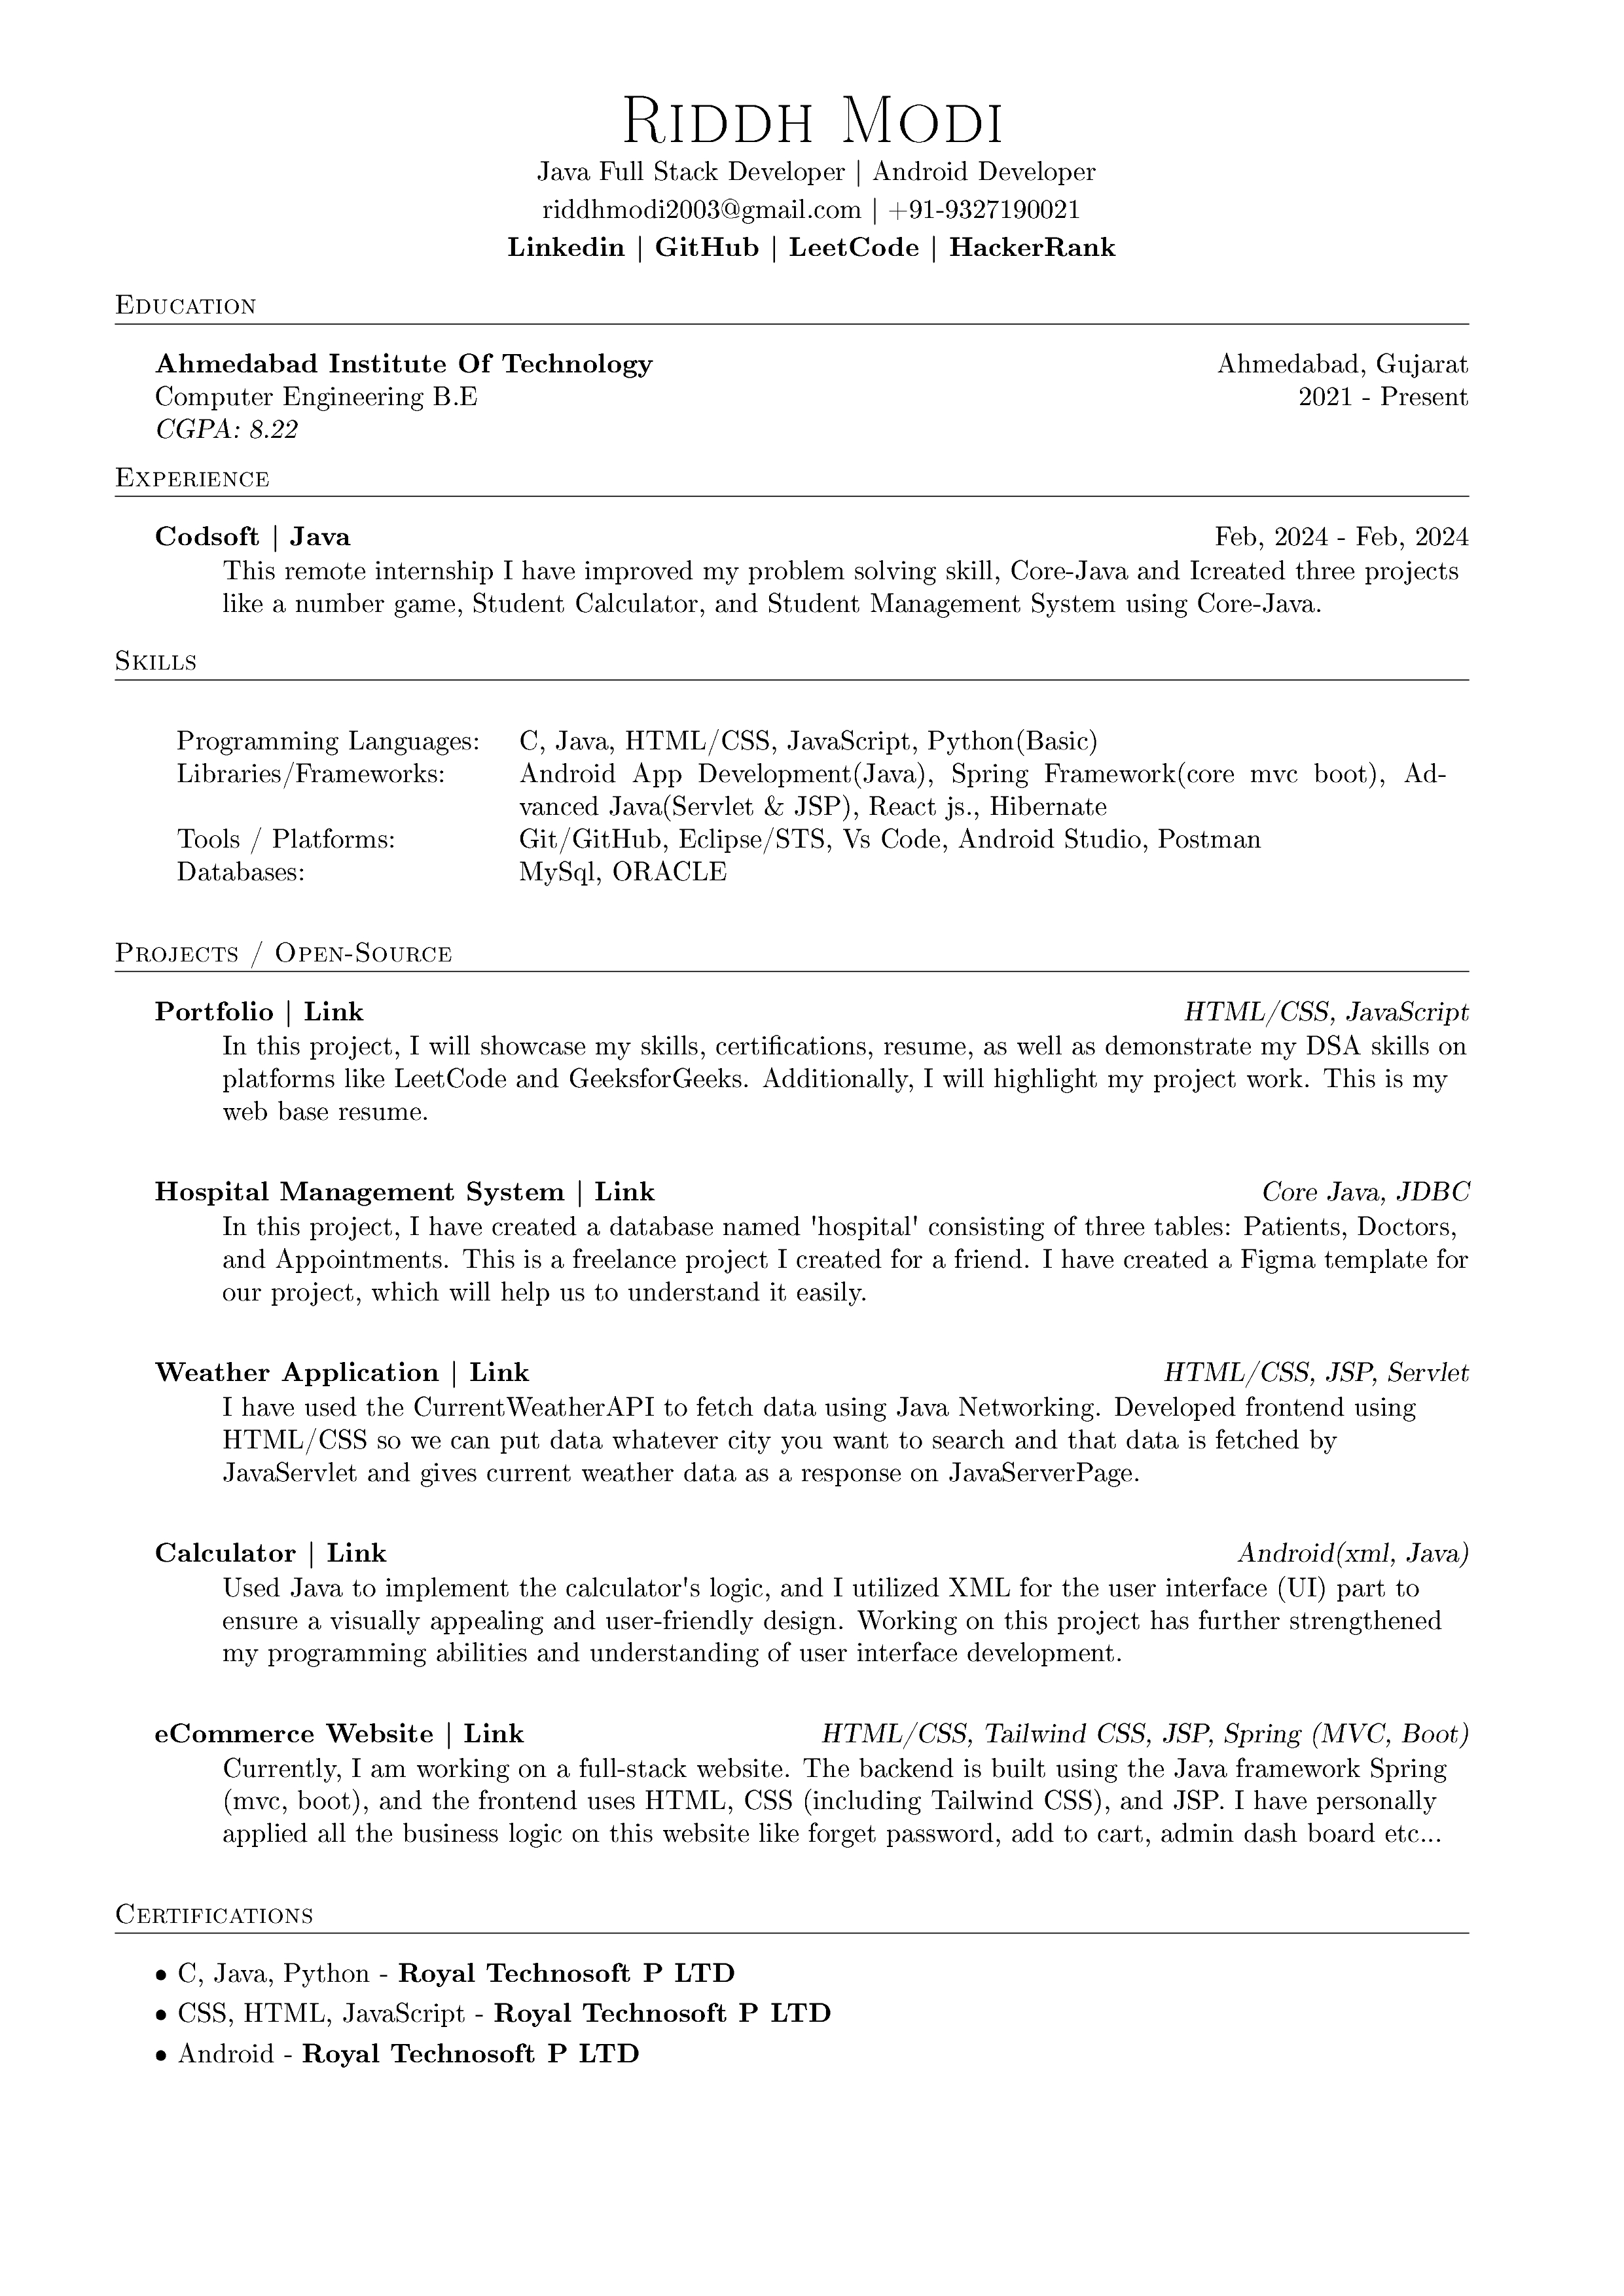 Riddh Modi
Java Full Stack Developer | Android Developer
riddhmodi2003@gmail.com | +91-9327190021
Linkedin | GitHub | LeetCode | HackerRank
Education
Ahmedabad Institute Of Technology Ahmedabad, Gujarat
Computer Engineering B.E 2021 - Present
CGPA: 8.22
Experience
Codsoft | Java Feb, 2024 - Feb, 2024
This remote internship I have improved my problem solving skill, Core-Java and Icreated three projects
like a number game, Student Calculator, and Student Management System using Core-Java.
Skills
Programming Languages: C, Java, HTML/CSS, JavaScript, Python(Basic)
Libraries/Frameworks: Android App Development(Java), Spring Framework(core mvc boot), Ad-
vanced Java(Servlet & JSP), React js., Hibernate
Tools / Platforms: Git/GitHub, Eclipse/STS, Vs Code, Android Studio, Postman
Databases: MySql, ORACLE
Projects / Open-Source
Portfolio | Link HTML/CSS, JavaScript
In this project, I will showcase my skills, certifications, resume, as well as demonstrate my DSA skills on
platforms like LeetCode and GeeksforGeeks. Additionally, I will highlight my project work. This is my
web base resume.
Hospital Management System | Link Core Java, JDBC
In this project, I have created a database named 'hospital' consisting of three tables: Patients, Doctors,
and Appointments. This is a freelance project I created for a friend. I have created a Figma template for
our project, which will help us to understand it easily.
Weather Application | Link HTML/CSS, JSP, Servlet
I have used the CurrentWeatherAPI to fetch data using Java Networking. Developed frontend using
HTML/CSS so we can put data whatever city you want to search and that data is fetched by
JavaServlet and gives current weather data as a response on JavaServerPage.
Calculator | Link Android(xml, Java)
Used Java to implement the calculator's logic, and I utilized XML for the user interface (UI) part to
ensure a visually appealing and user-friendly design. Working on this project has further strengthened
my programming abilities and understanding of user interface development.
eCommerce Website | Link HTML/CSS, Tailwind CSS, JSP, Spring (MVC, Boot)
Currently, I am working on a full-stack website. The backend is built using the Java framework Spring
(mvc, boot), and the frontend uses HTML, CSS (including Tailwind CSS), and JSP. I have personally
applied all the business logic on this website like forget password, add to cart, admin dash board etc...
Certifications
• C, Java, Python - Royal Technosoft P LTD
• CSS, HTML, JavaScript - Royal Technosoft P LTD
• Android - Royal Technosoft P LTD